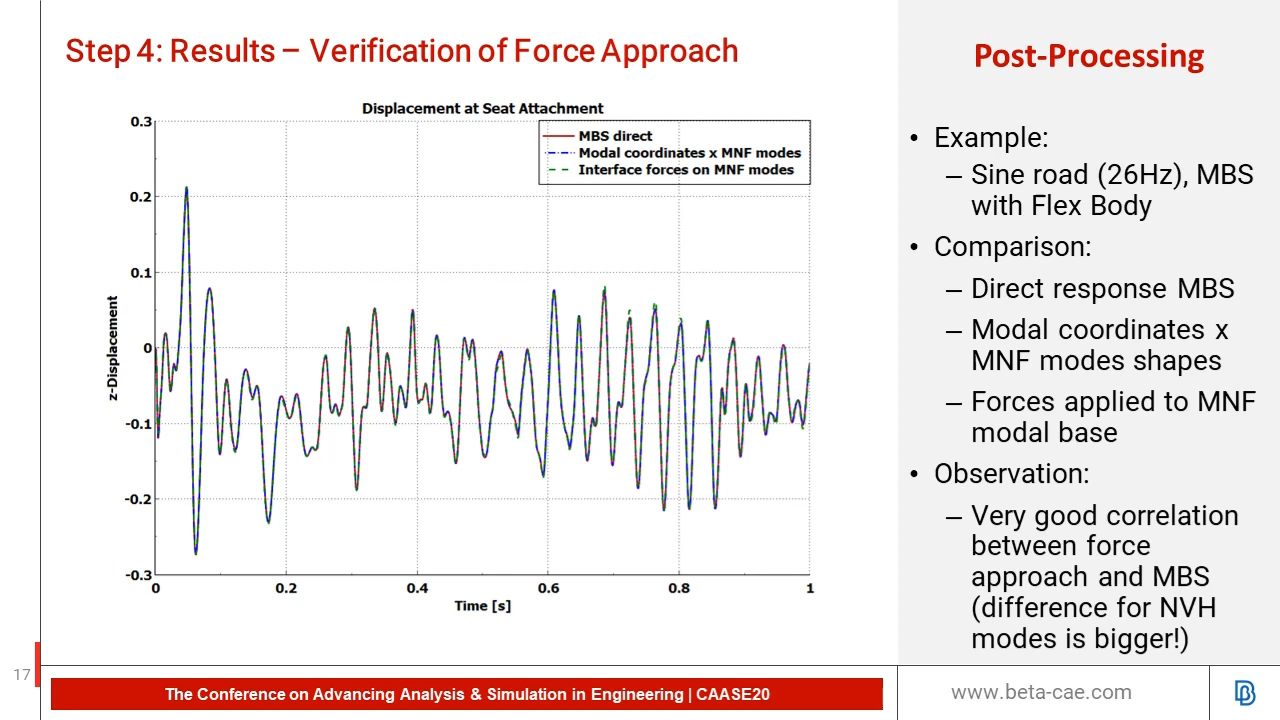 Step 4: Results – Verification of Force Approach
Displacement at Seat Attachment
MBS direct
Modal coordinates x MNF modes
Interface forces on MNF modes
0.3
0.2
0.1
0
-0.1
-0.2
-0.3
z-Displacement
0 0.2 0.4 0.6 0.8 1
Time [s]
Post-Processing
• Example:
– Sine road (26Hz), MBS
with Flex Body
• Comparison:
– Direct response MBS
– Modal coordinates x
MNF modes shapes
– Forces applied to MNF
modal base
• Observation:
– Very good correlation
between force
approach and MBS
(difference for NVH
modes is bigger!)
17
The Conference on Advancing Analysis & Simulation in Engineering | CAASE20
www.beta-cae.com